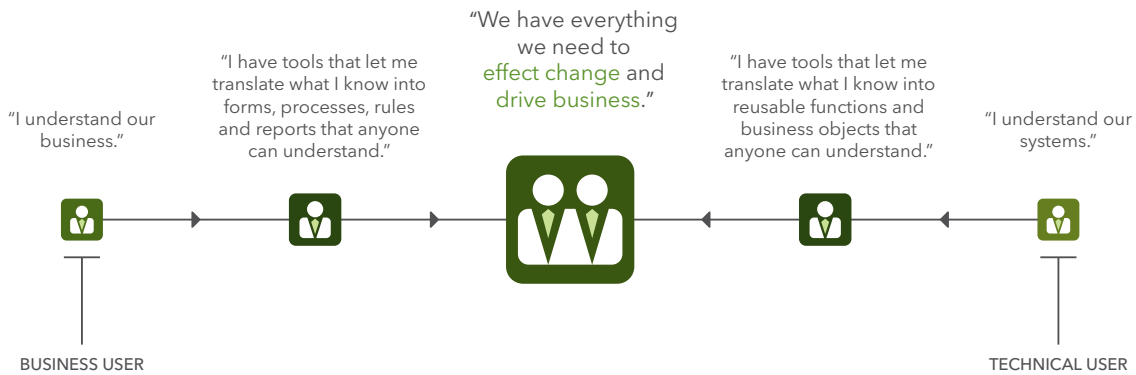 “I understand our
business.”
“I have tools that let me
translate what I know into
forms, processes, rules
and reports that anyone
can understand.”
“We have everything
we need to
effect change and
drive business.”
“I have tools that let me
translate what I know into
reusable functions and
business objects that
anyone can understand.”
“I understand our
systems.”
BUSINESS USER
TECHNICAL USER